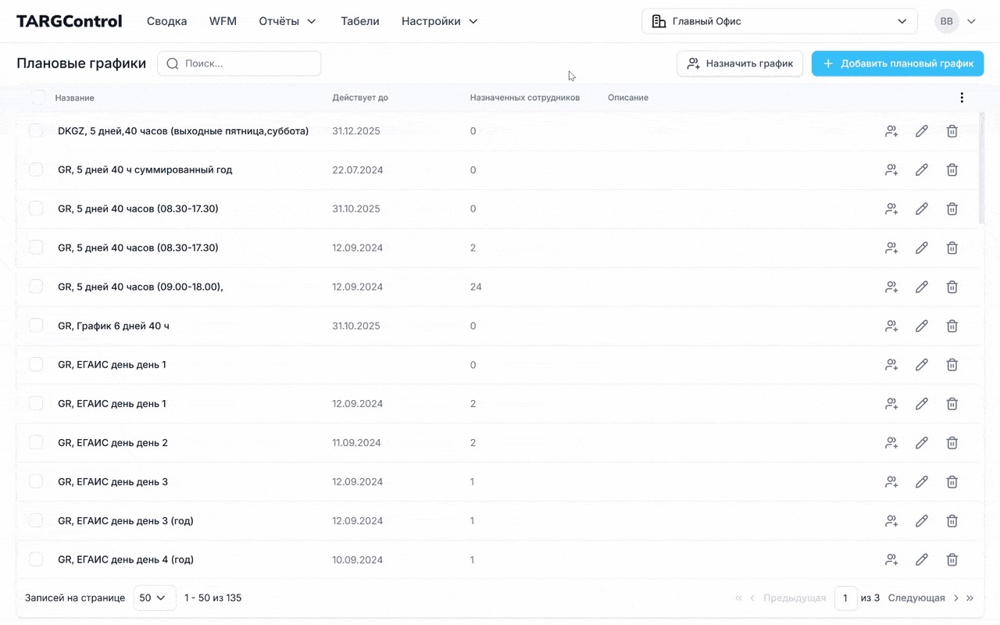 TARGControl Сводка WFM Отчёты Табели Настройки Главный Офис BB
Плановые графики Поиск... Назначить график + Добавить плановый график
Название Действует до Назначенных сотрудников Описание
DKGZ, 5 дней,40 часов (выходные пятница,суббота) 31.12.2025 0
GR, 5 дней 40 ч суммированный год 22.07.2024 0
GR, 5 дней 40 часов (08.30-17.30) 31.10.2025 0
GR, 5 дней 40 часов (08.30-17.30) 12.09.2024 2
GR, 5 дней 40 часов (09.00-18.00), 12.09.2024 24
GR, График 6 дней 40 ч 31.10.2025 0
GR, ЕГАИС день день 1 0
GR, ЕГАИС день день 1 12.09.2024 2
GR, ЕГАИС день день 2 11.09.2024 2
GR, ЕГАИС день день 3 12.09.2024 1
GR, ЕГАИС день день 3 (год) 12.09.2024 1
GR, ЕГАИС день день 4 (год) 10.09.2024 1
Записей на странице 50 1 - 50 из 135 « ‹ Предыдущая 1 из 3 Следующая › »